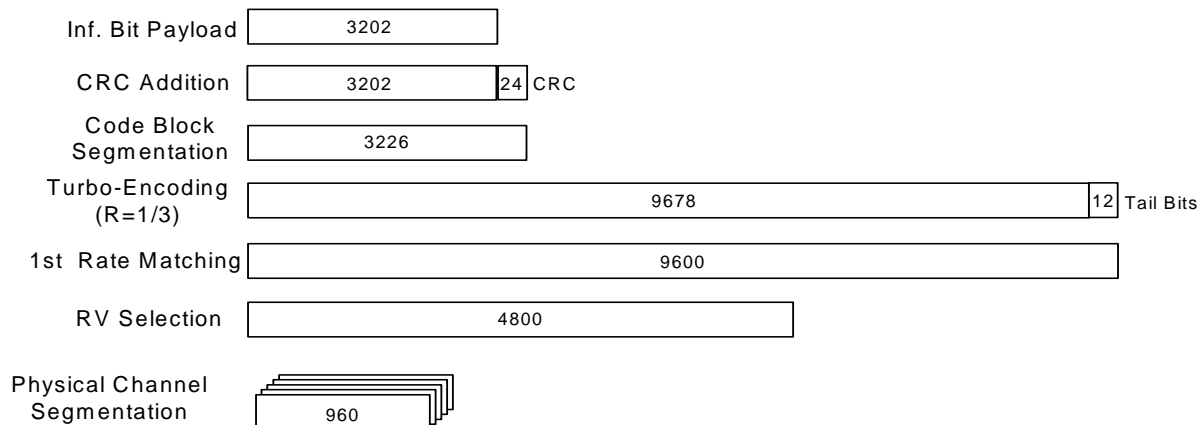 Inf. Bit Payload 3202
CRC Addition 3202 24 CRC
Code Block
Segmentation 3226
Turbo-Encoding
(R=1/3) 9678 12 Tail Bits
1st Rate Matching 9600
RV Selection 4800
Physical Channel
Segmentation 960